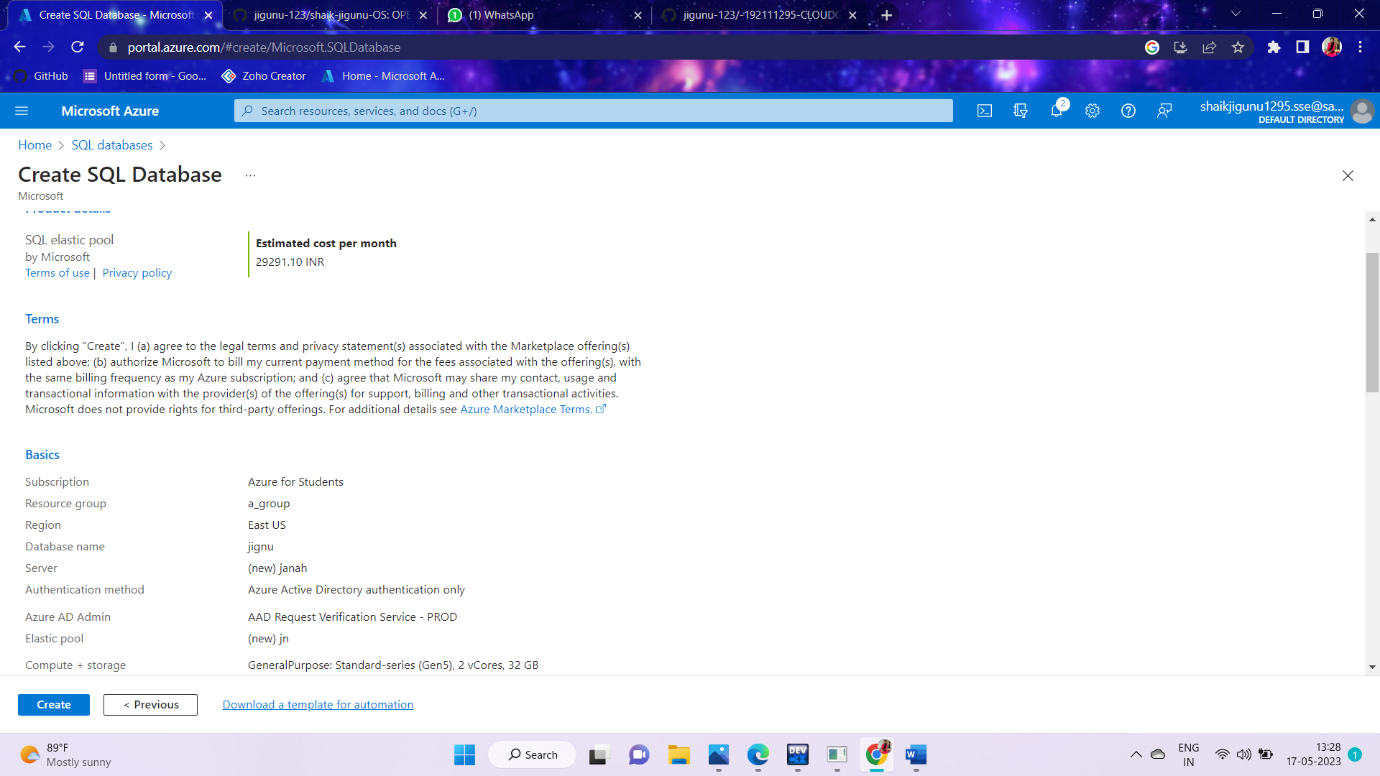 Create SQL Database - Microsoft
jigunu-123/shaik-jigunu-OS: OPE
(1) WhatsApp
jigunu-123/-192111295-CLOUDC
portal.azure.com/#create/Microsoft.SQLDatabase
GitHub
Untitled form - Goo...
Zoho Creator
Home - Microsoft A...
Microsoft Azure
Search resources, services, and docs (G+/)
2
shaikjigunu1295.sse@sa...
DEFAULT DIRECTORY
Home > SQL databases >
Create SQL Database ...
Microsoft
Product details
SQL elastic pool
by Microsoft
Terms of use | Privacy policy
Estimated cost per month
29291.10 INR
Terms
By clicking "Create", I (a) agree to the legal terms and privacy statement(s) associated with the Marketplace offering(s)
listed above; (b) authorize Microsoft to bill my current payment method for the fees associated with the offering(s), with
the same billing frequency as my Azure subscription; and (c) agree that Microsoft may share my contact, usage and
transactional information with the provider(s) of the offering(s) for support, billing and other transactional activities.
Microsoft does not provide rights for third-party offerings. For additional details see Azure Marketplace Terms.
Basics
Subscription Azure for Students
Resource group a_group
Region East US
Database name jignu
Server (new) janah
Authentication method Azure Active Directory authentication only
Azure AD Admin AAD Request Verification Service - PROD
Elastic pool (new) jn
Compute + storage GeneralPurpose: Standard-series (Gen5), 2 vCores, 32 GB
Create
< Previous
Download a template for automation
89°F
Mostly sunny
Search
DEV
ENG
IN
13:28
17-05-2023
1